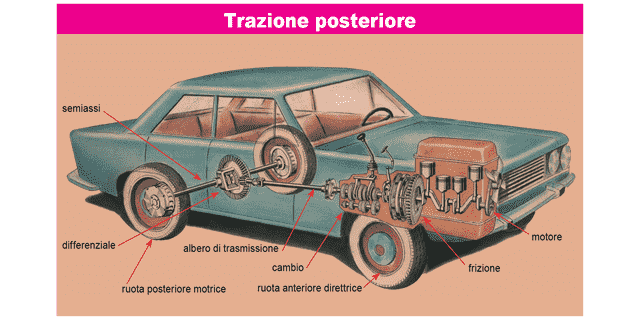 Trazione posteriore
semiassi
differenziale
albero di trasmissione
motore
cambio
frizione
ruota posteriore motrice
ruota anteriore direttrice